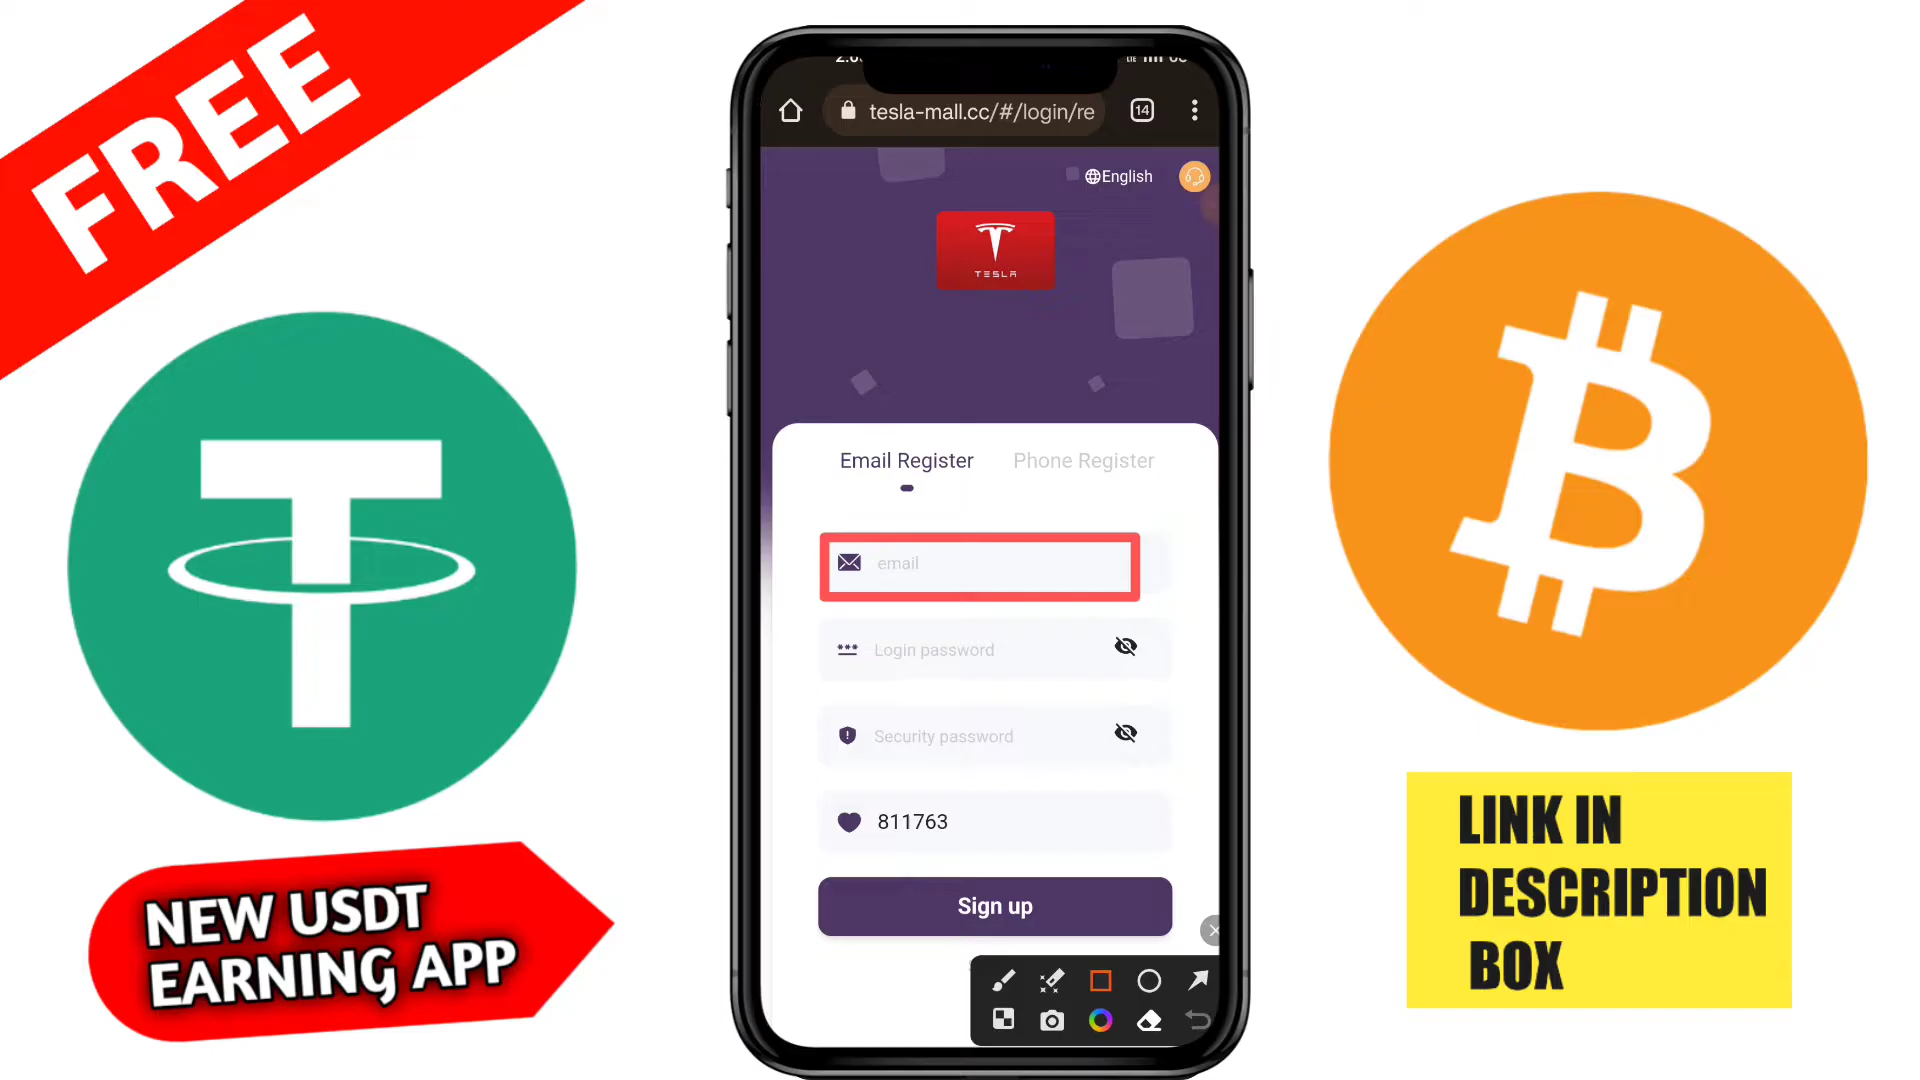 FREE
tesla-mall.cc/#/login/re
14
English
TESLA
Email Register
Phone Register
email
Login password
Security password
811763
Sign up
NEW USDT
EARNING APP
LINK IN
DESCRIPTION
BOX